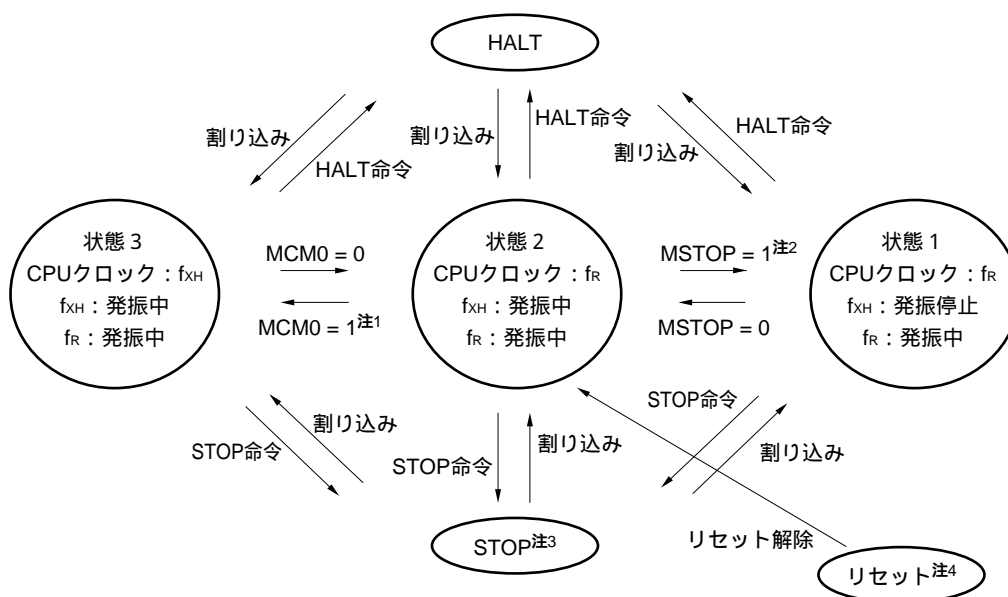 HALT
割り込み
HALT命令
割り込み
HALT命令
割り込み
HALT命令
状態3
CPUクロック：fXH
fXH：発振中
fR：発振中
MCM0 = 0
MCM0 = 1注1
状態2
CPUクロック：fR
fXH：発振中
fR：発振中
MSTOP = 1注2
MSTOP = 0
状態1
CPUクロック：fR
fXH：発振停止
fR：発振中
STOP命令
割り込み
STOP命令
割り込み
STOP命令
割り込み
STOP注3
リセット解除
リセット注4